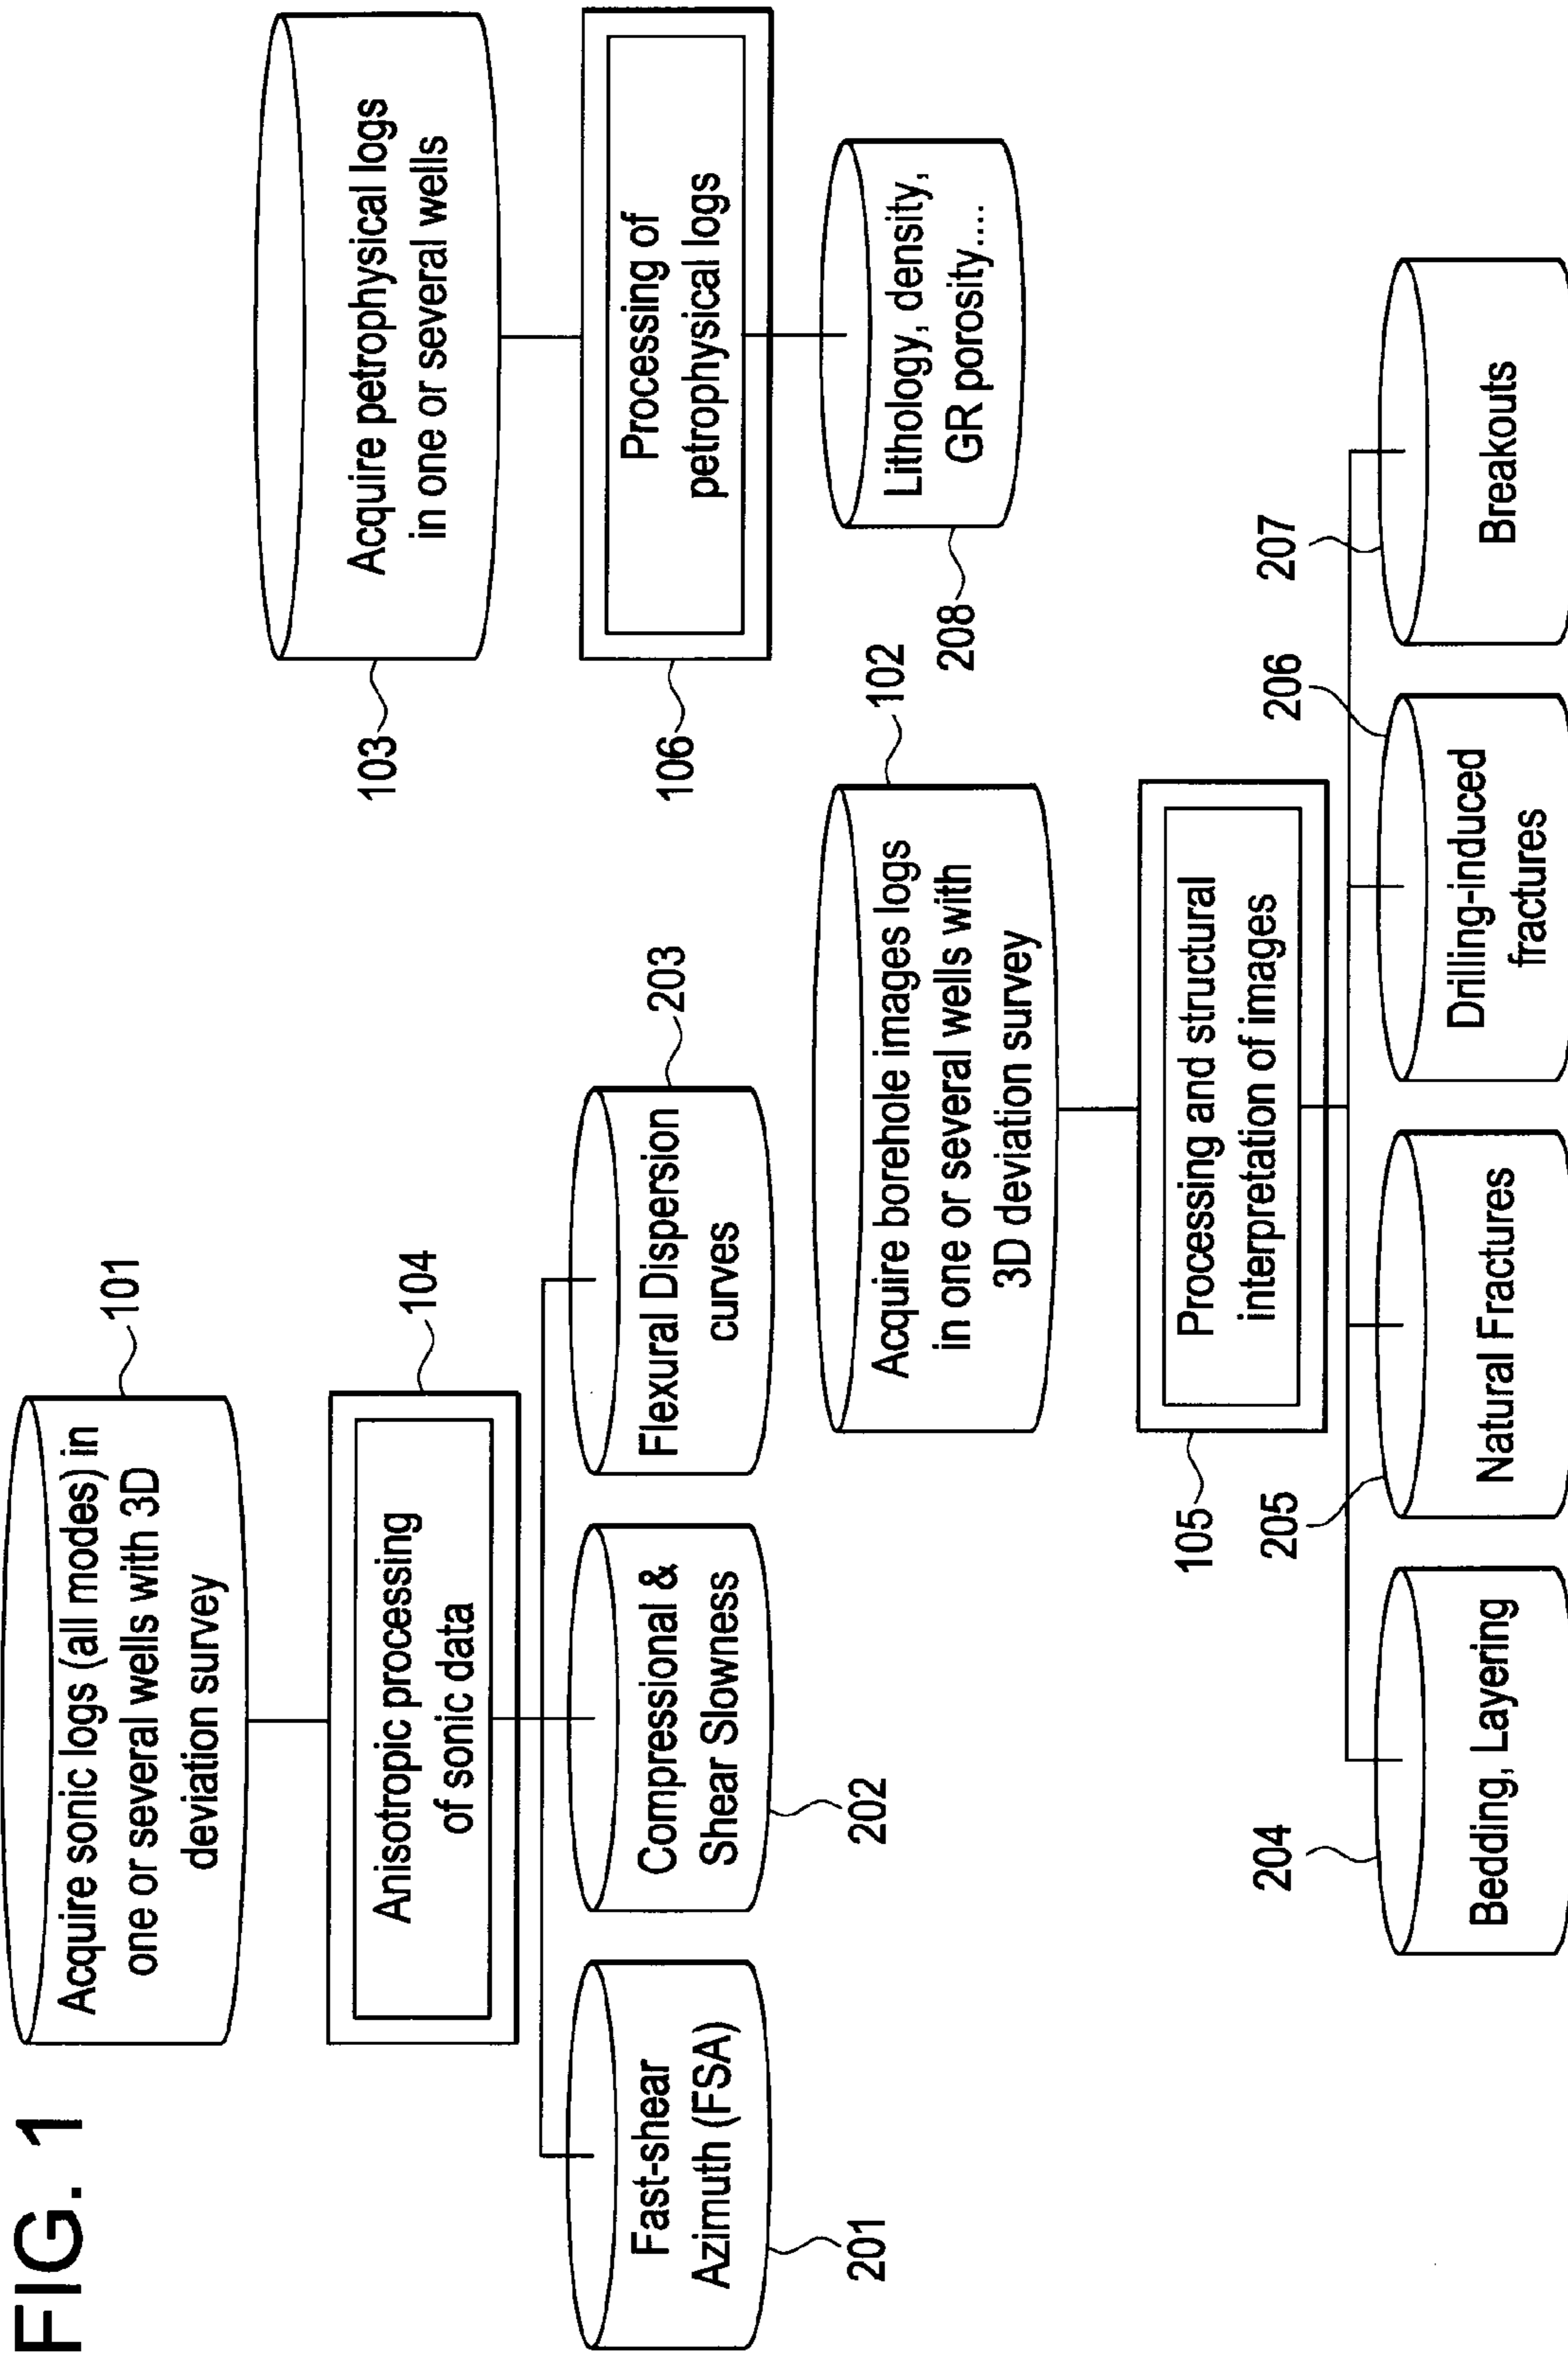 FIG. 1
Acquire sonic logs (all modes) in
one or several wells with 3D
deviation survey
101
Anisotropic processing
of sonic data
104
Fast-shear
Azimuth (FSA)
201
Compressional &
Shear Slowness
202
Flexural Dispersion
curves
203
Acquire petrophysical logs
in one or several wells
103
Processing of
petrophysical logs
106
Lithology, density,
GR porosity....
208
Acquire borehole images logs
in one or several wells with
3D deviation survey
102
Processing and structural
interpretation of images
105
204
Bedding, Layering
205
Natural Fractures
206
Drilling-induced
fractures
207
Breakouts